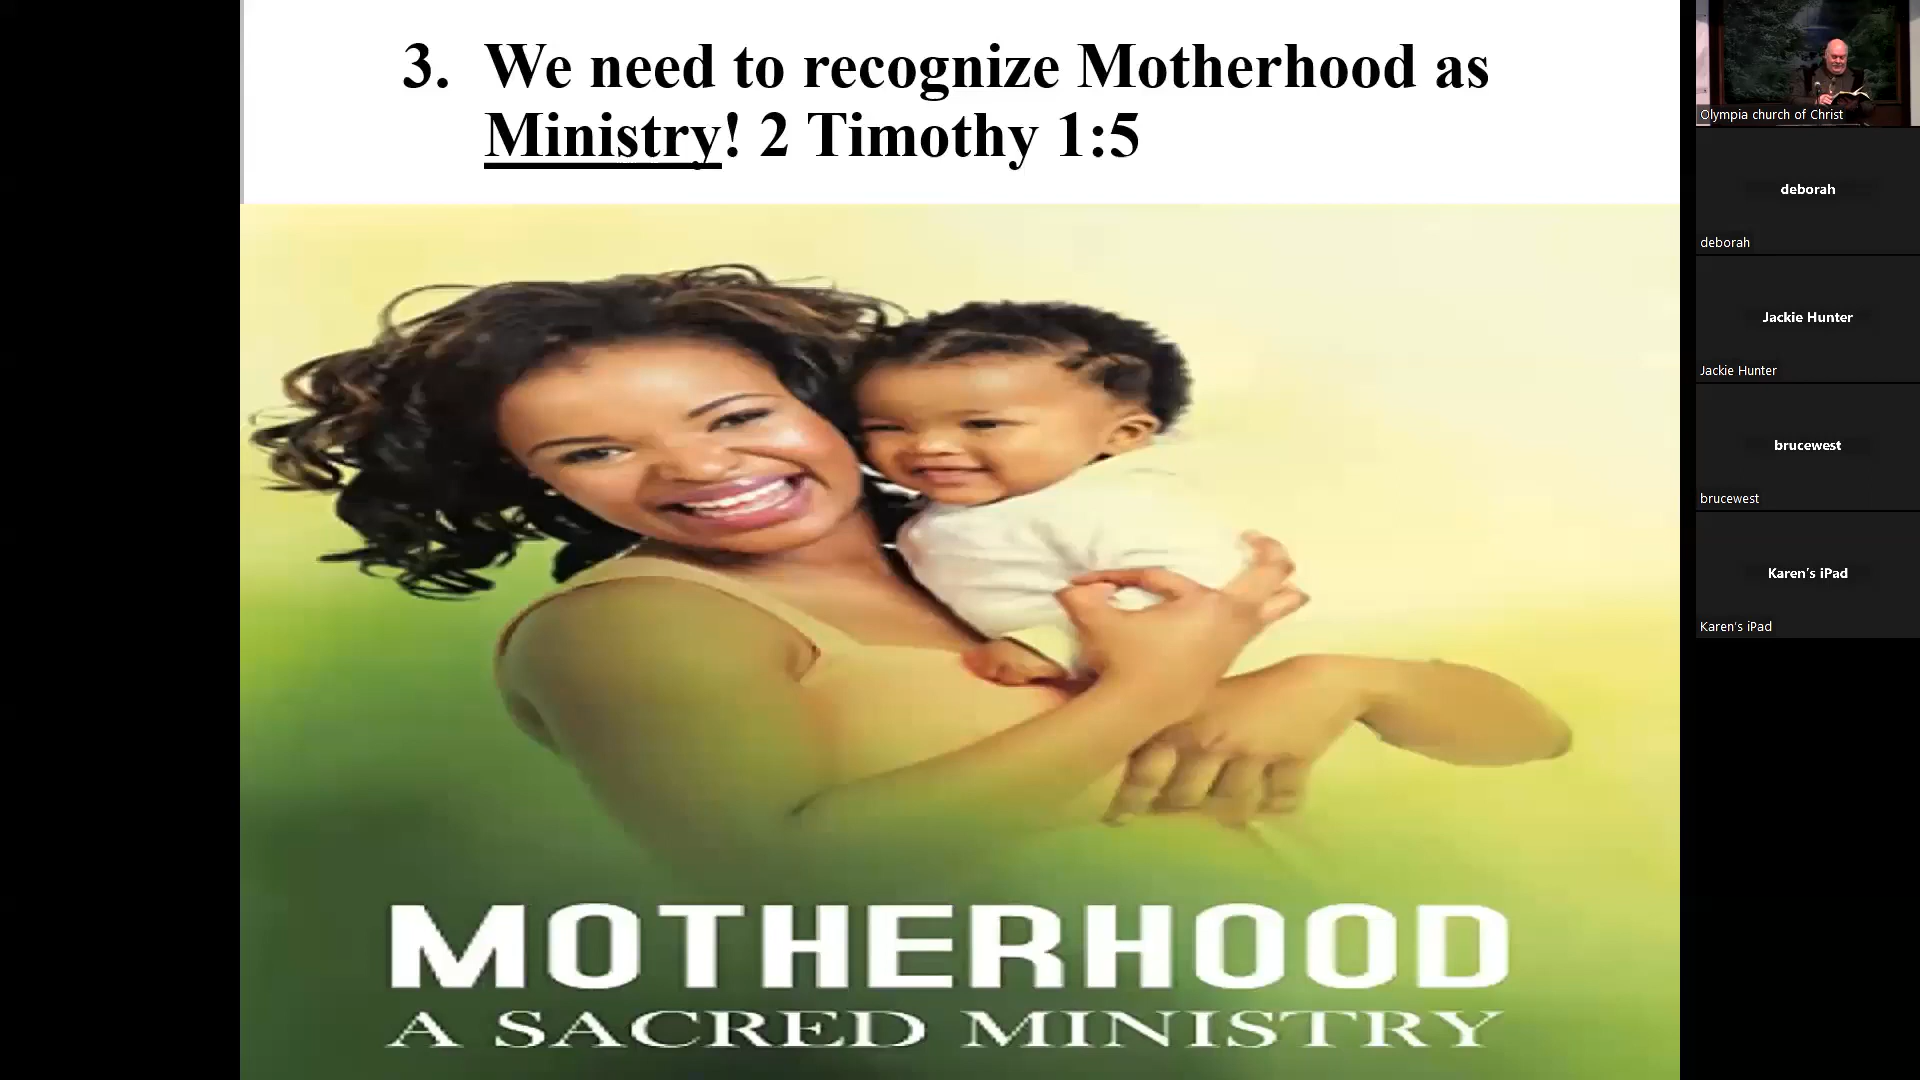 3. We need to recognize Motherhood as
Ministry! 2 Timothy 1:5
MOTHERHOOD
A SACRED MINISTRY
Olympia church of Christ
deborah
deborah
Jackie Hunter
Jackie Hunter
brucewest
brucewest
Karen's iPad
Karen's iPad